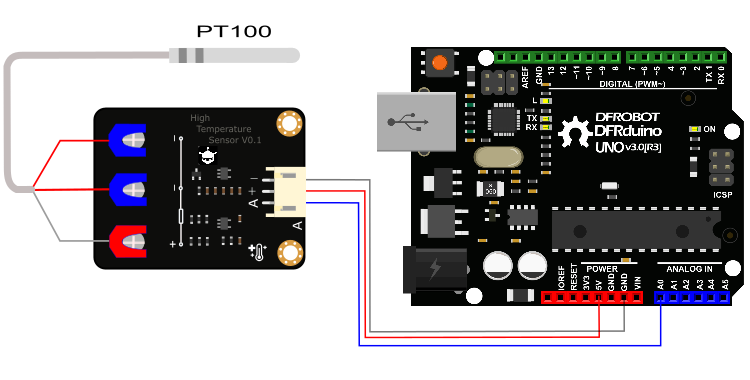 PT100
High
Temperature
Sensor V0.1
−
+
A
A
AREF
GND
13
12
~11
~10
~9
8
7
~6
~5
4
~3
2
TX 1
RX 0
DIGITAL (PWM~)
L
TX
RX
DFROBOT
DFRduino
UNO v3.0[R3]
ON
ICSP
POWER
ANALOG IN
IOREF
RESET
3V3
5V
GND
GND
VIN
A0
A1
A2
A3
A4
A5